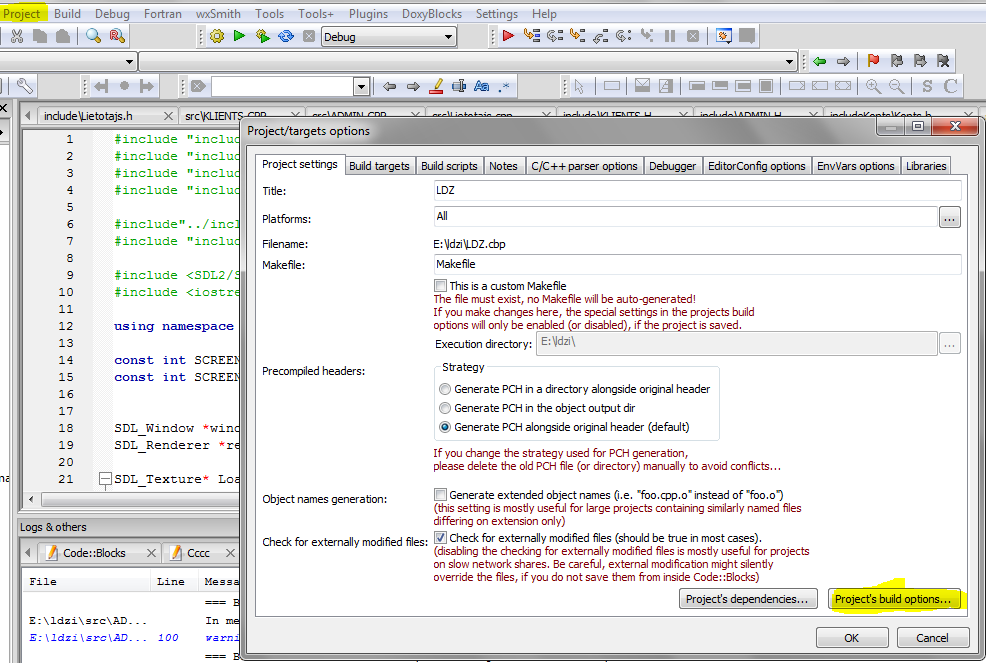 Project Build Debug Fortran wxSmith Tools Tools+ Plugins DoxyBlocks Settings Help
Debug
include\Lietotajs.h src\KLIENTS.CPP src\ADMIN.CPP src\Lietotajs.cpp include\KLIENTS.H include\ADMIN.H
1 #include "inclu
2 #include "inclu
3 #include "inclu
4 #include "inclu
5
6 #include"../incl
7 #include "inclu
8
9 #include <SDL2/S
10 #include <iostre
11
12 using namespace
13
14 const int SCREEN
15 const int SCREEN
16
17
18 SDL_Window *wind
19 SDL_Renderer *re
20
21 SDL_Texture* Loa
Project/targets options
Project settings Build targets Build scripts Notes C/C++ parser options Debugger EditorConfig options EnvVars options Libraries
Title: LDZ
Platforms: All ...
Filename: E:\ldzi\LDZ.cbp
Makefile: Makefile
This is a custom Makefile
The file must exist, no Makefile will be auto-generated!
If you make changes here, the special settings in the projects build
options will only be enabled (or disabled), if the project is saved.
Execution directory: E:\ldzi\ ...
Precompiled headers: Strategy
Generate PCH in a directory alongside original header
Generate PCH in the object output dir
Generate PCH alongside original header (default)
If you change the strategy used for PCH generation,
please delete the old PCH file (or directory) manually to avoid conflicts...
Object names generation: Generate extended object names (i.e. "foo.cpp.o" instead of "foo.o")
(this setting is mostly useful for large projects containing similarly named files
differing on extension only)
Check for externally modified files: Check for externally modified files (should be true in most cases).
(disabling the checking for externally modified files is mostly useful for projects
on slow network shares. Be careful, external modification might silently
override the files, if you do not save them from inside Code::Blocks)
Project's dependencies... Project's build options...
OK Cancel
Logs & others
Code::Blocks Cccc
File Line Messa
=== B
E:\ldzi\src\AD... In me
E:\ldzi\src\AD... 100 warni
=== B